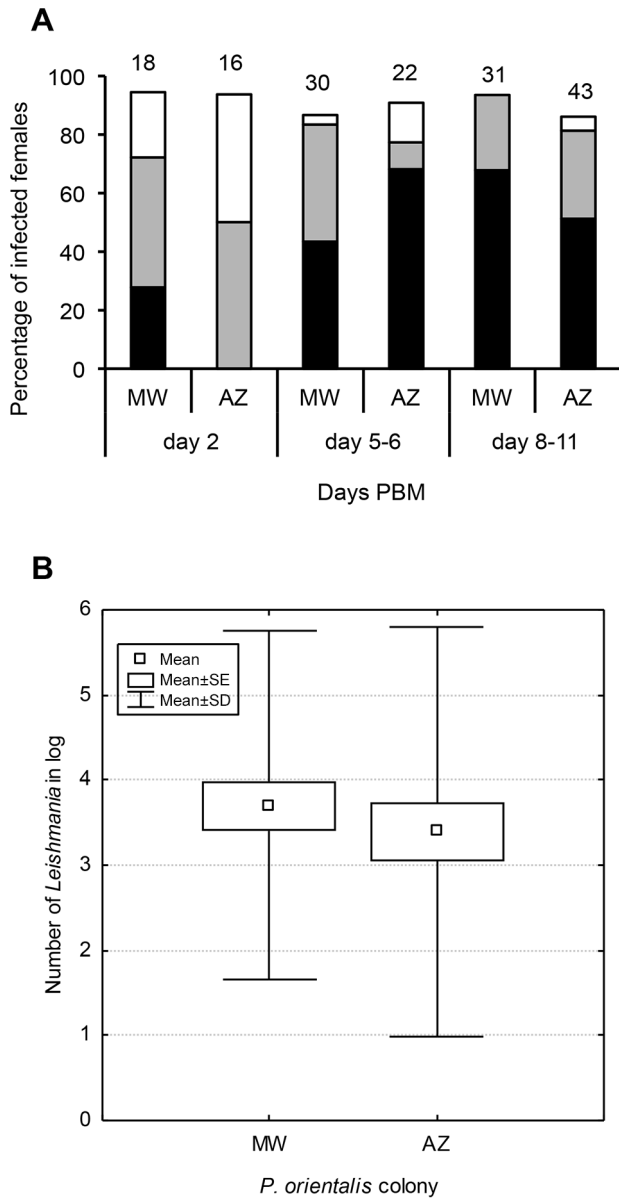 A
18 16 30 22 31 43
Percentage of infected females
100
80
60
40
20
0
MW AZ MW AZ MW AZ
day 2 day 5-6 day 8-11
Days PBM
B
Number of Leishmania in log
6
5
4
3
2
1
0
Mean
Mean±SE
Mean±SD
MW AZ
P. orientalis colony